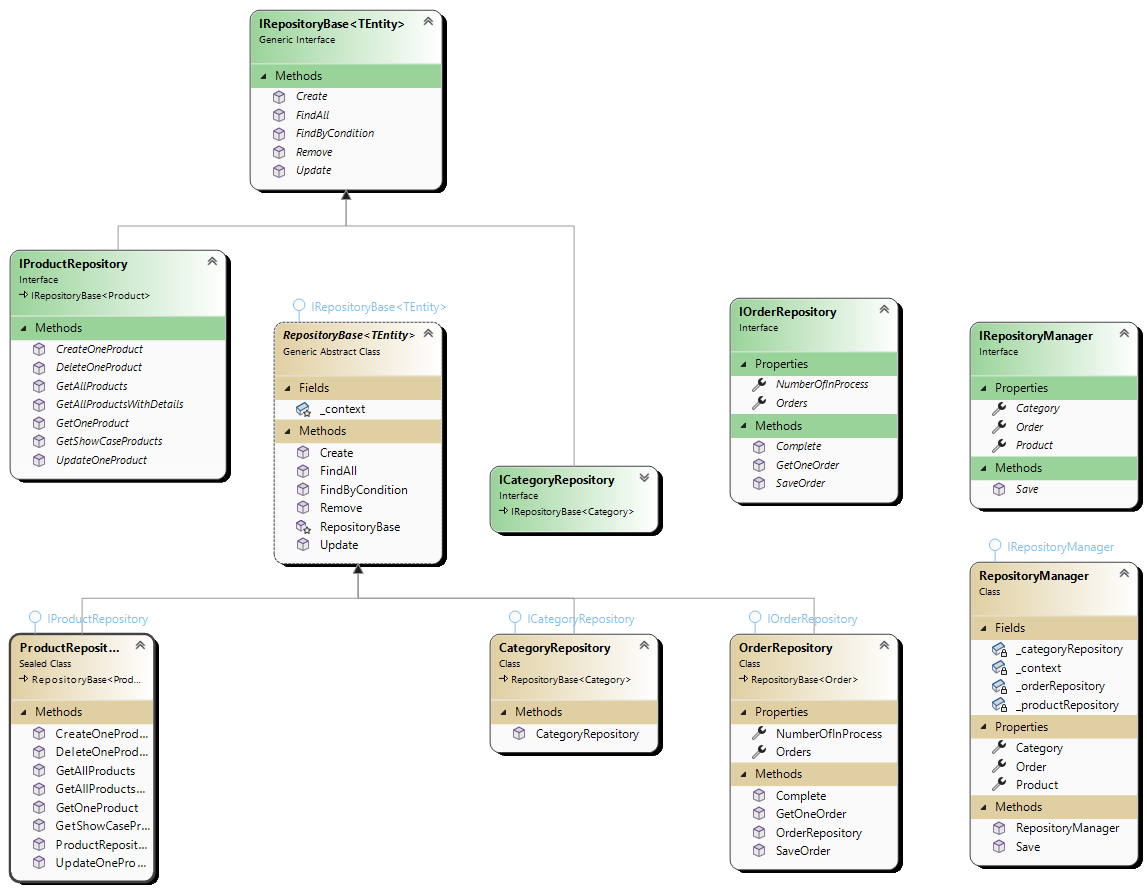 IRepositoryBase<TEntity>
Generic Interface
Methods
Create
FindAll
FindByCondition
Remove
Update
IProductRepository
Interface
IRepositoryBase<Product>
Methods
CreateOneProduct
DeleteOneProduct
GetAllProducts
GetAllProductsWithDetails
GetOneProduct
GetShowCaseProducts
UpdateOneProduct
IRepositoryBase<TEntity>
RepositoryBase<TEntity>
Generic Abstract Class
Fields
_context
Methods
Create
FindAll
FindByCondition
Remove
RepositoryBase
Update
ICategoryRepository
Interface
IRepositoryBase<Category>
IOrderRepository
Interface
Properties
NumberOfInProcess
Orders
Methods
Complete
GetOneOrder
SaveOrder
IRepositoryManager
Interface
Properties
Category
Order
Product
Methods
Save
IProductRepository
ProductReposit...
Sealed Class
RepositoryBase<Prod...
Methods
CreateOneProd...
DeleteOneProd...
GetAllProducts
GetAllProducts...
GetOneProduct
GetShowCasePr...
ProductReposit...
UpdateOnePro...
ICategoryRepository
CategoryRepository
Class
RepositoryBase<Category>
Methods
CategoryRepository
IOrderRepository
OrderRepository
Class
RepositoryBase<Order>
Properties
NumberOfInProcess
Orders
Methods
Complete
GetOneOrder
OrderRepository
SaveOrder
IRepositoryManager
RepositoryManager
Class
Fields
_categoryRepository
_context
_orderRepository
_productRepository
Properties
Category
Order
Product
Methods
RepositoryManager
Save